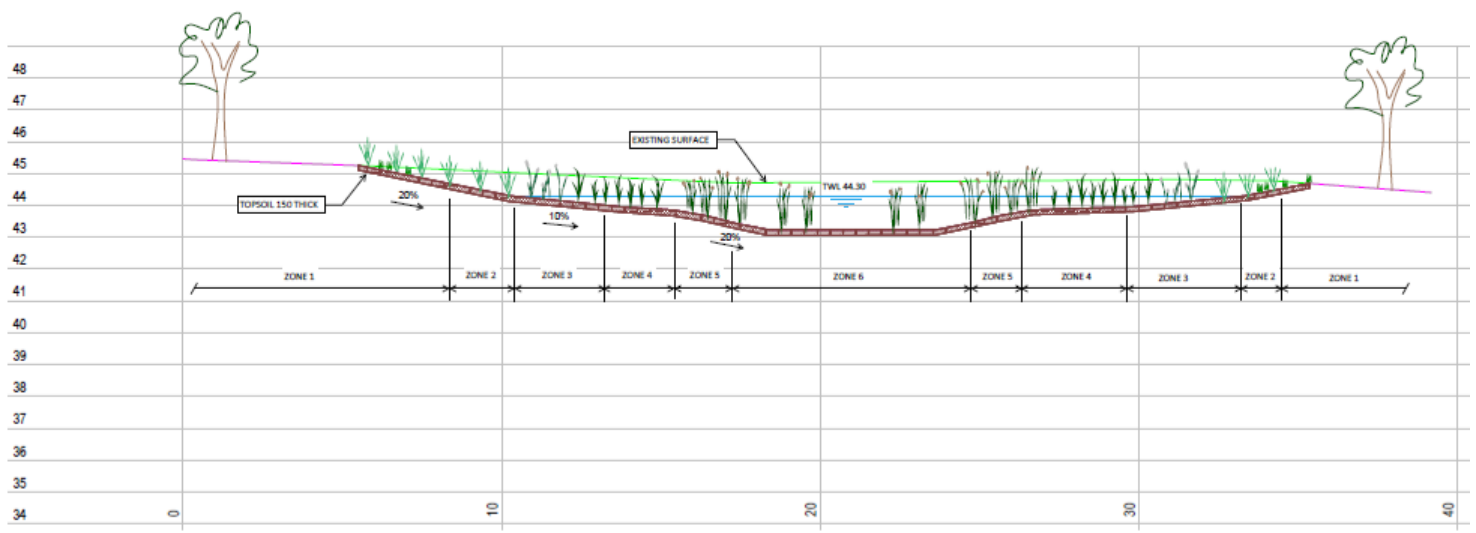 48
47
46
EXISTING SURFACE
45
TWL 44.30
44
TOPSOIL 150 THICK
20%
10%
43
20%
42
ZONE 1
ZONE 2
ZONE 3
ZONE 4
ZONE 5
ZONE 6
ZONE 5
ZONE 4
ZONE 3
ZONE 2
ZONE 1
41
40
39
38
37
36
35
34
0
10
20
30
40